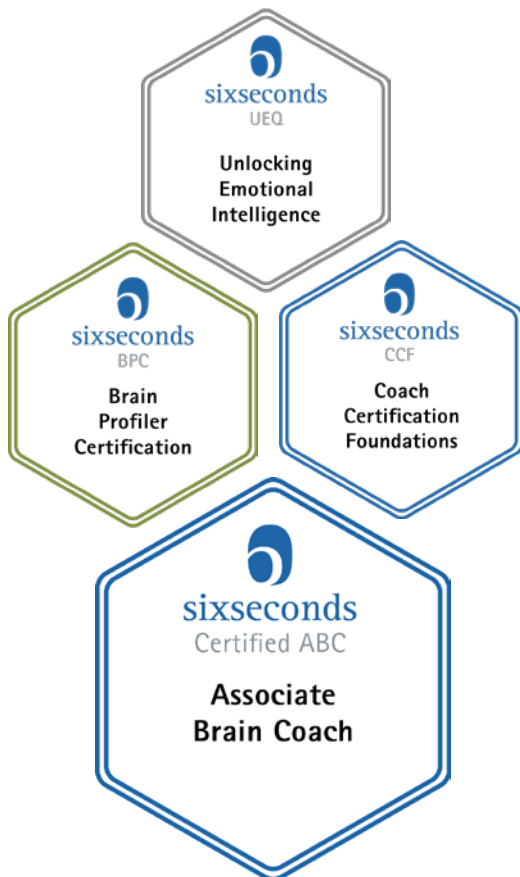 sixseconds
UEQ
Unlocking
Emotional
Intelligence
sixseconds
BPC
Brain
Profiler
Certification
sixseconds
CCF
Coach
Certification
Foundations
sixseconds
Certified ABC
Associate
Brain Coach